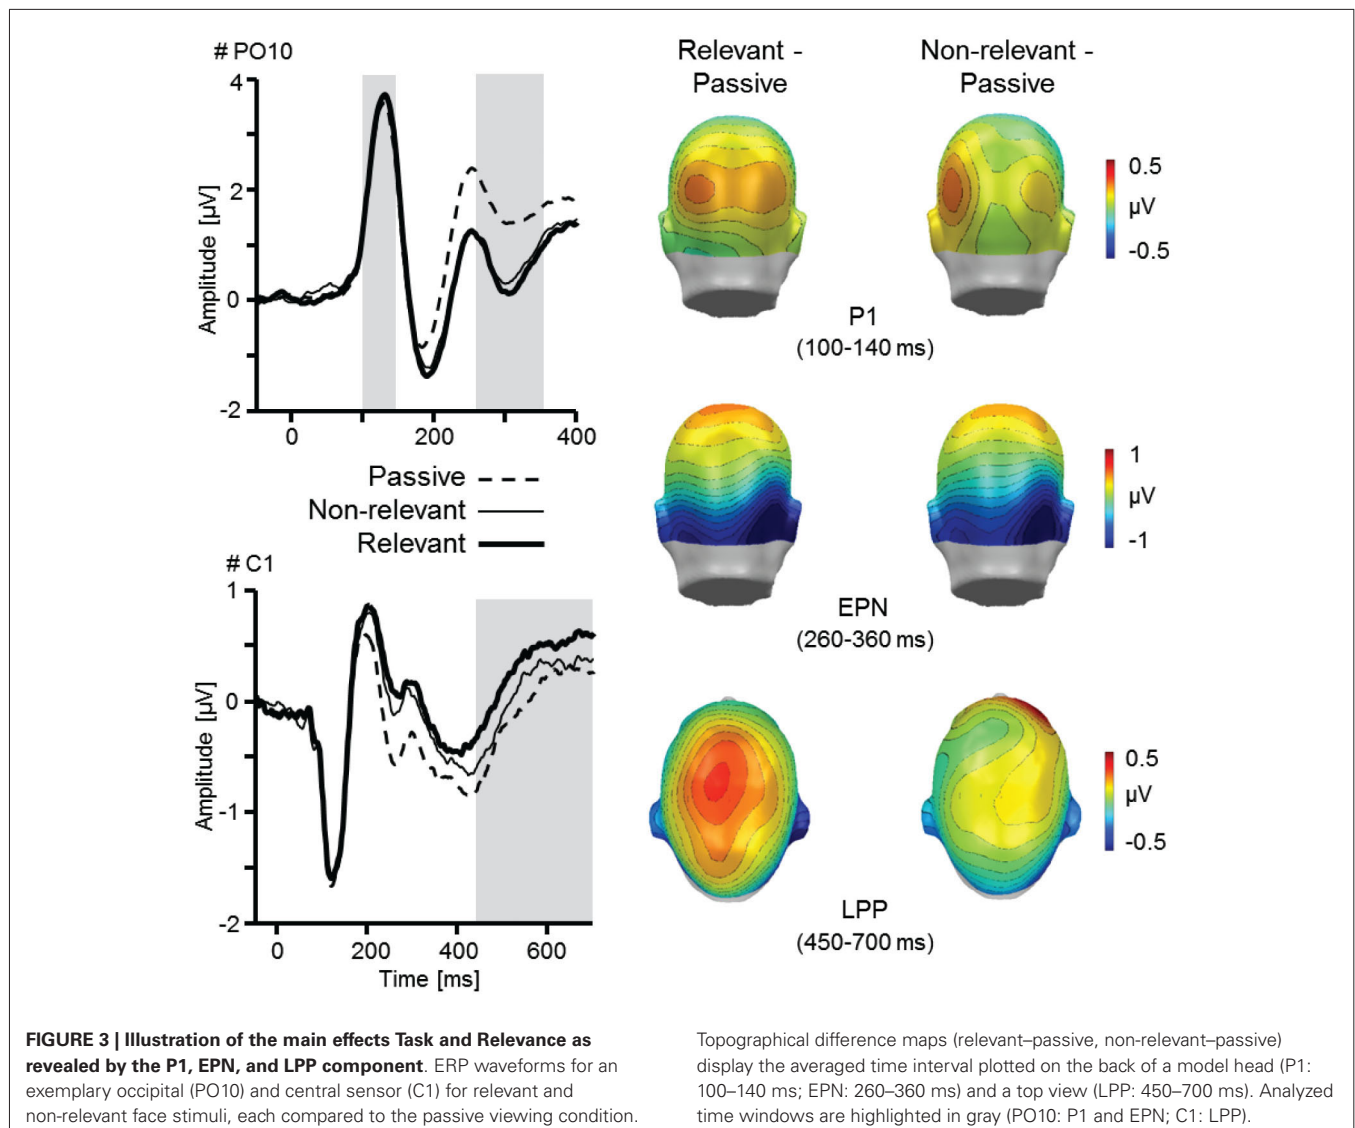 # PO10
4
2
0
-2
Amplitude [µV]
0
200
400
Passive
Non-relevant
Relevant
# C1
1
0
-1
-2
Amplitude [µV]
0
200
400
600
Time [ms]
Relevant -
Passive
Non-relevant -
Passive
0.5
µV
-0.5
P1
(100-140 ms)
1
µV
-1
EPN
(260-360 ms)
0.5
µV
-0.5
LPP
(450-700 ms)
FIGURE 3 | Illustration of the main effects Task and Relevance as
revealed by the P1, EPN, and LPP component. ERP waveforms for an
exemplary occipital (PO10) and central sensor (C1) for relevant and
non-relevant face stimuli, each compared to the passive viewing condition.
Topographical difference maps (relevant–passive, non-relevant–passive)
display the averaged time interval plotted on the back of a model head (P1:
100–140 ms; EPN: 260–360 ms) and a top view (LPP: 450–700 ms). Analyzed
time windows are highlighted in gray (PO10: P1 and EPN; C1: LPP).